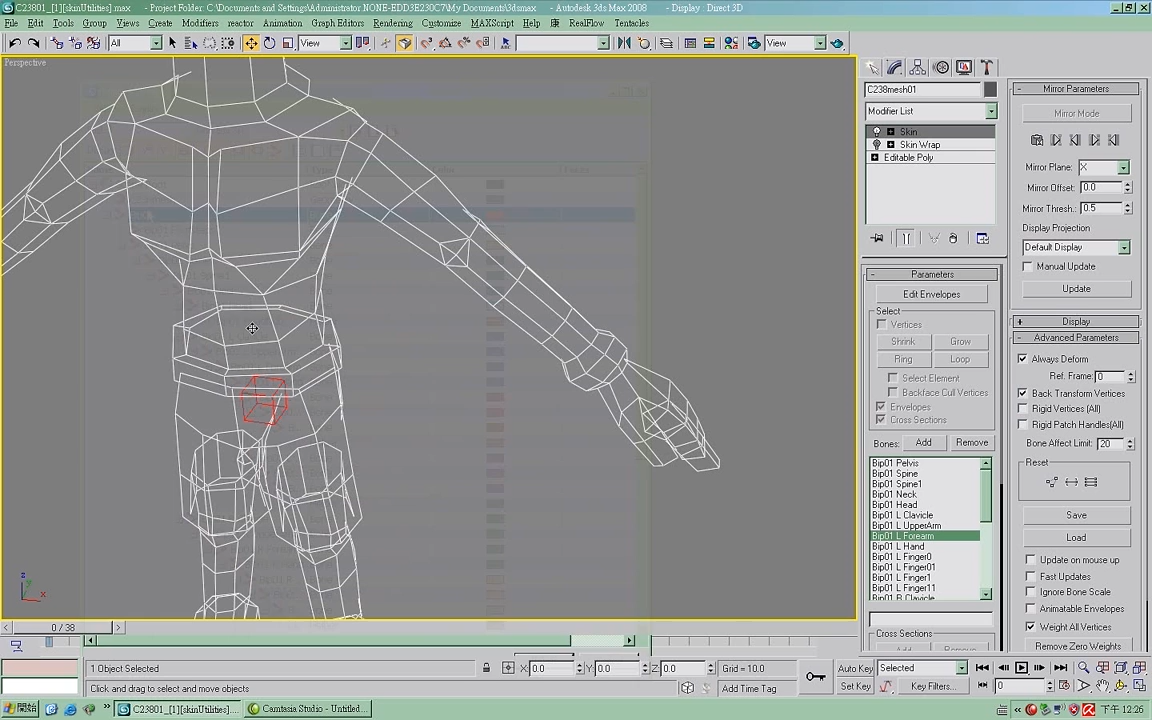 C23801_[1][skinUtilities].max    - Project Folder: C:\Documents and Settings\Administrator NONE-EDD3E230C7\My Documents\3dsmax    - Autodesk 3ds Max 2008    - Display : Direct 3D
File Edit Tools Group Views Create Modifiers reactor Animation Graph Editors Rendering Customize MAXScript Help 康 RealFlow Tentacles
All View View
Perspective
C238mesh01
Modifier List
Skin
Skin Wrap
Editable Poly
Parameters
Edit Envelopes
Select
Vertices
Shrink Grow
Ring Loop
Select Element
Backface Cull Vertices
Envelopes
Cross Sections
Bones: Add Remove
Bip01 Pelvis
Bip01 Spine
Bip01 Spine1
Bip01 Neck
Bip01 Head
Bip01 L Clavicle
Bip01 L UpperArm
Bip01 L Forearm
Bip01 L Hand
Bip01 L Finger0
Bip01 L Finger01
Bip01 L Finger1
Bip01 L Finger11
Bip01 R Clavicle
Cross Sections
Add Remove
Mirror Parameters
Mirror Mode
Mirror Plane: X
Mirror Offset: 0.0
Mirror Thresh.: 0.5
Display Projection
Default Display
Manual Update
Update
Display
Advanced Parameters
Always Deform
Ref. Frame: 0
Back Transform Vertices
Rigid Vertices (All)
Rigid Patch Handles(All)
Bone Affect Limit: 20
Reset
Save
Load
Update on mouse up
Fast Updates
Ignore Bone Scale
Animatable Envelopes
Weight All Vertices
Remove Zero Weights
z
y
x
0 / 38
1 Object Selected X: 0.0 Y: 0.0 Z: 0.0 Grid = 10.0 Auto Key Selected
Click and drag to select and move objects Add Time Tag Set Key Key Filters... 0
開始 C23801_[1][skinUtilities].... Camtasia Studio - Untitled... 下午 12:26